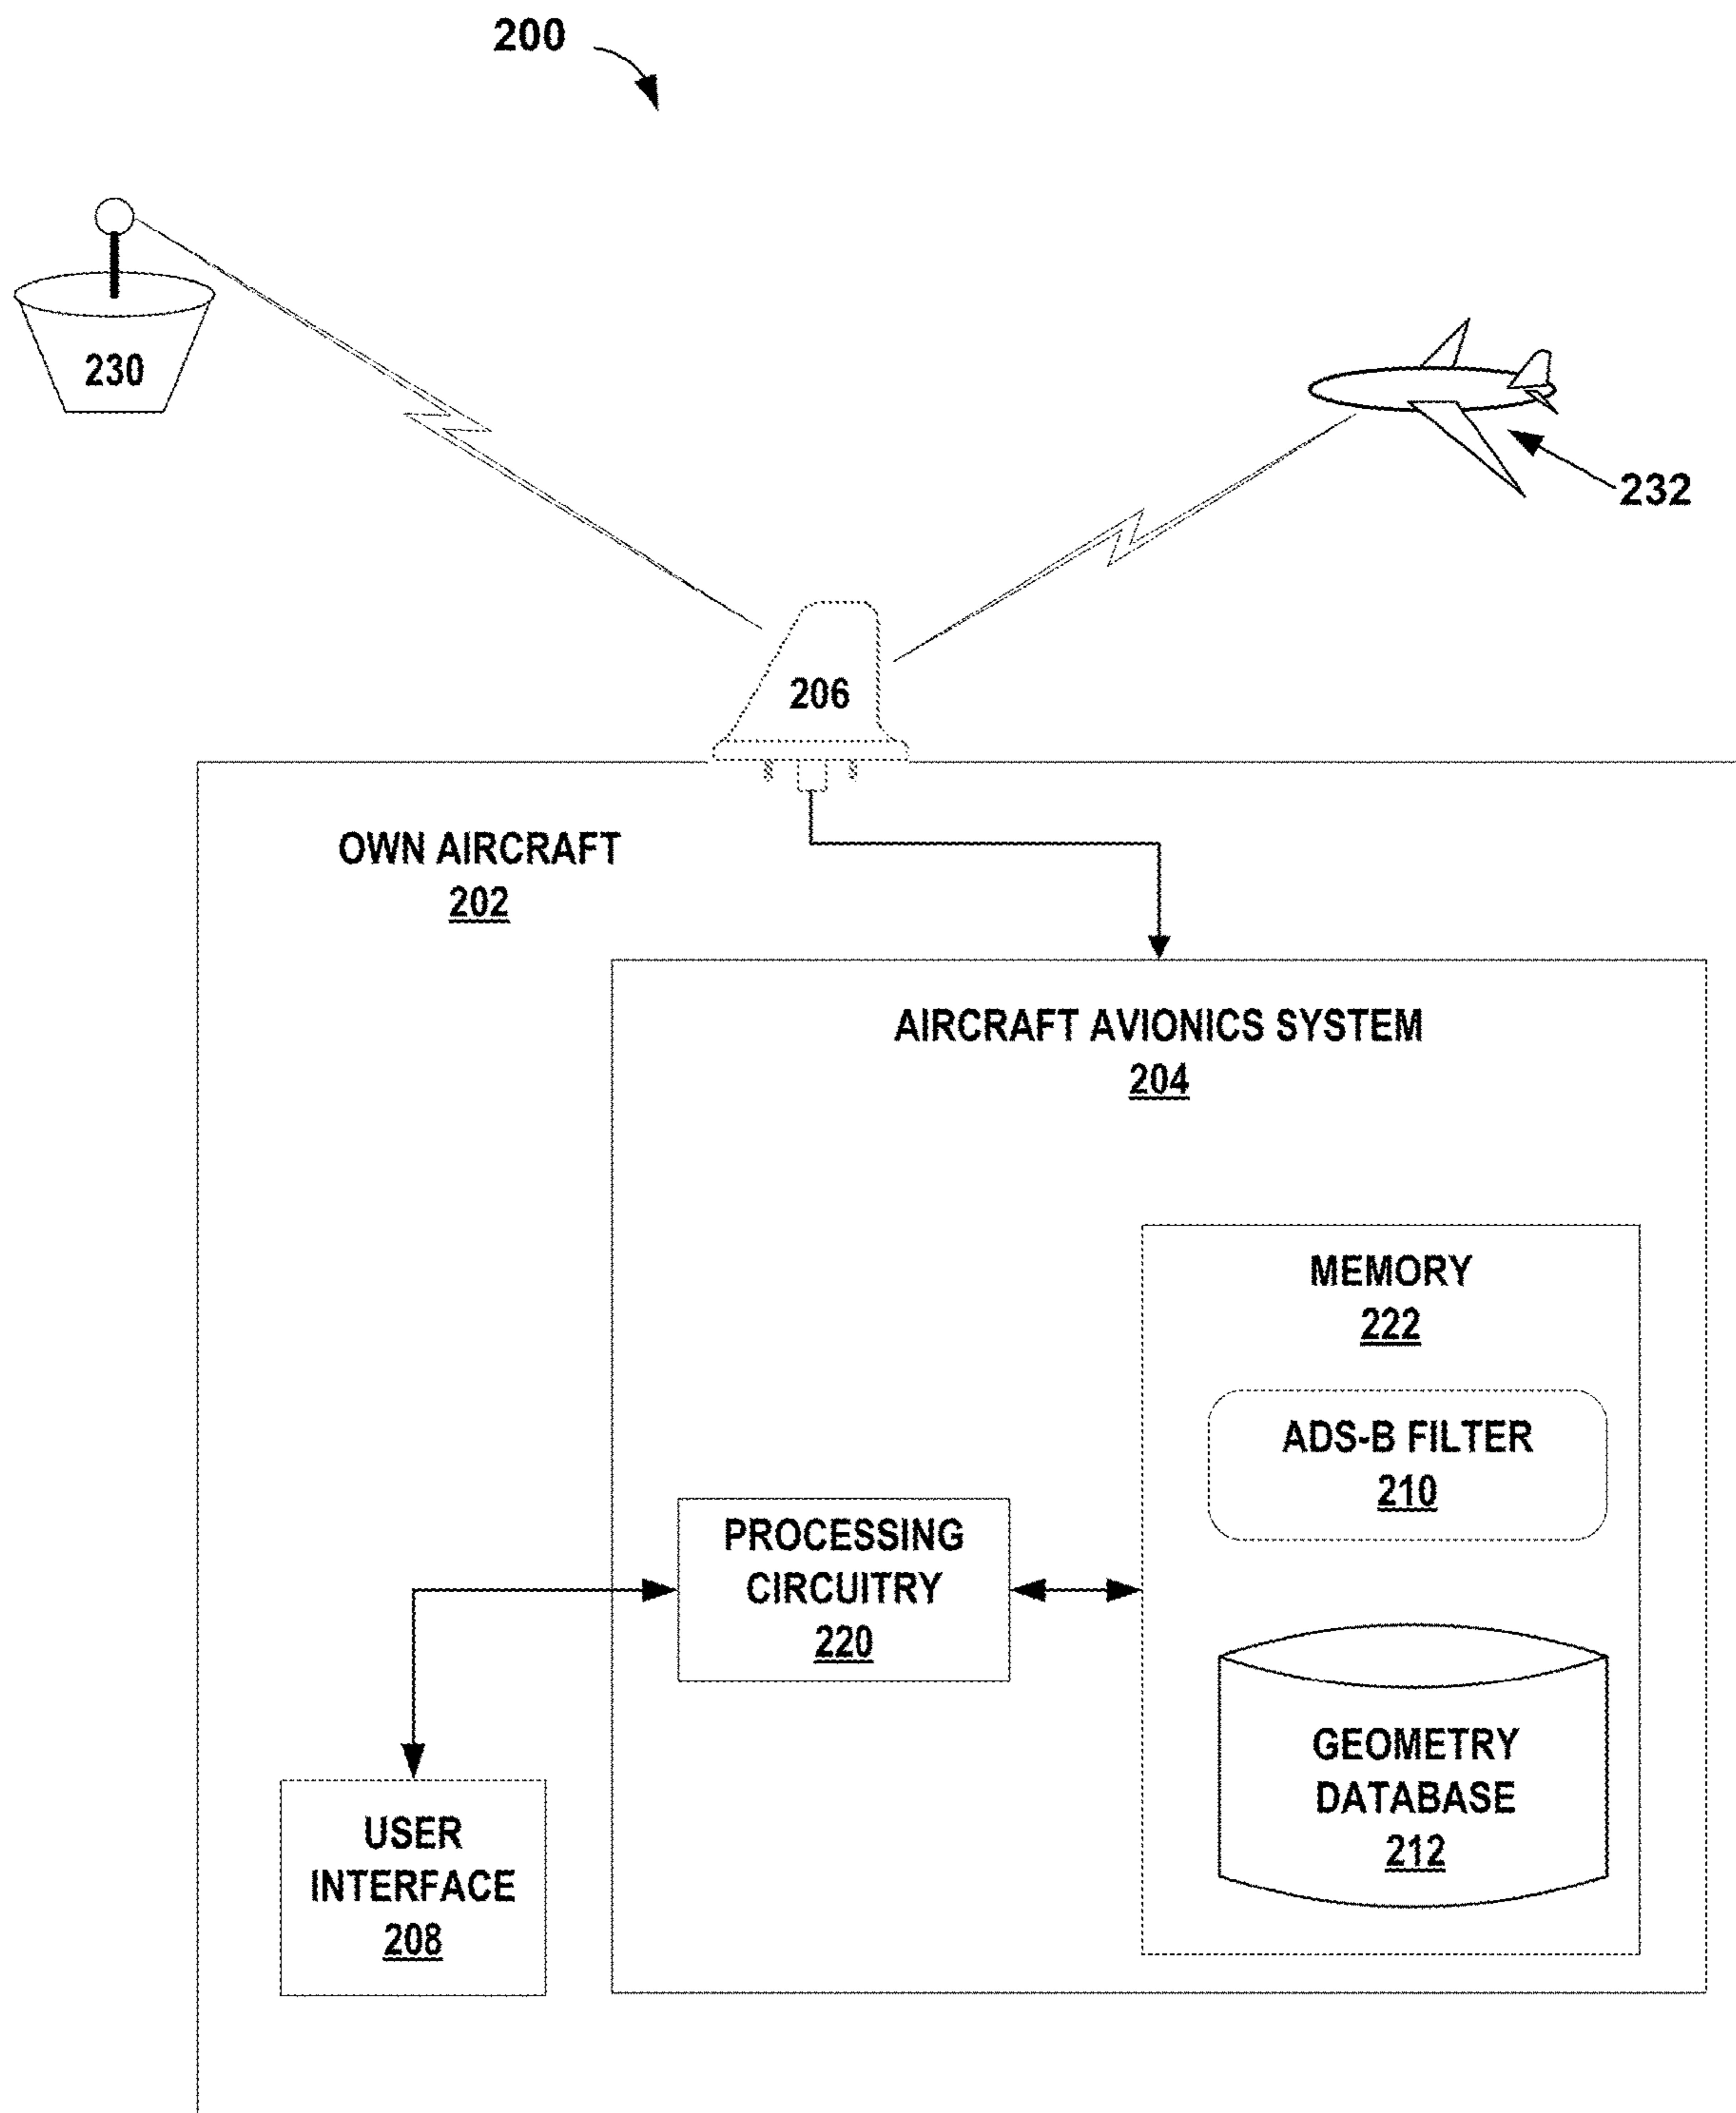 200
230
232
206
OWN AIRCRAFT
202
AIRCRAFT AVIONICS SYSTEM
204
MEMORY
222
ADS-B FILTER
210
PROCESSING
CIRCUITRY
220
GEOMETRY
DATABASE
212
USER
INTERFACE
208